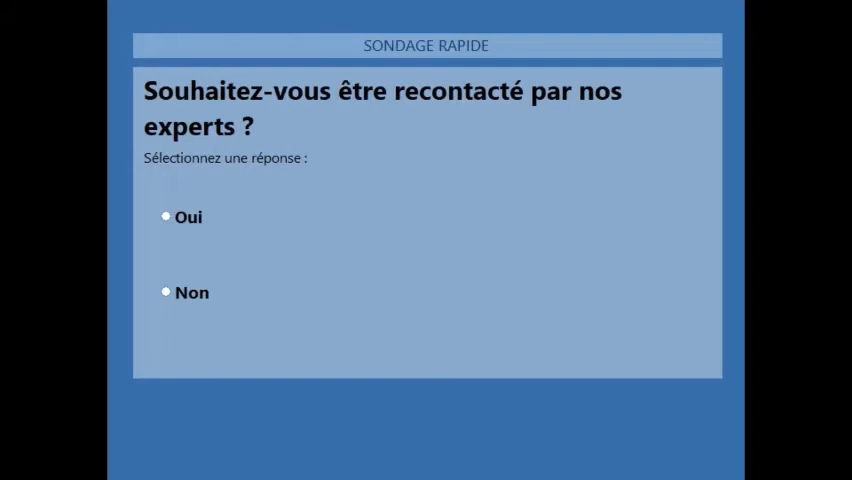 SONDAGE RAPIDE
Souhaitez-vous être recontacté par nos
experts ?
Sélectionnez une réponse :
Oui
Non